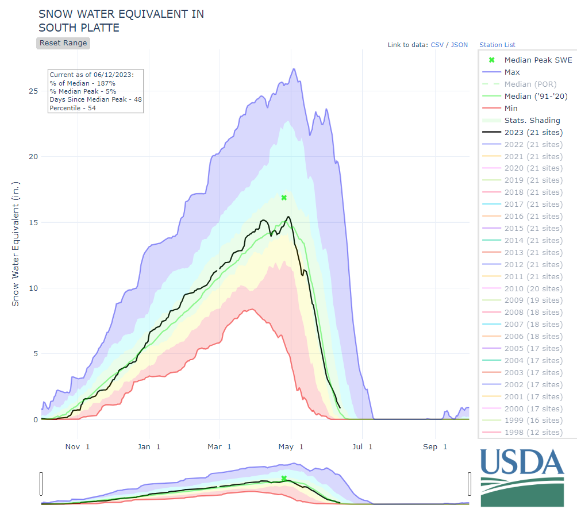 SNOW WATER EQUIVALENT IN
SOUTH PLATTE
Reset Range
Link to data: CSV / JSON
Station List
Current as of 06/12/2023:
% of Median - 187%
% Median Peak - 5%
Days Since Median Peak - 48
Percentile - 54
Snow Water Equivalent (in.)
25
20
15
10
5
0
Nov 1
Jan 1
Mar 1
May 1
Jul 1
Sep 1
Median Peak SWE
Max
Median (POR)
Median ('91-'20)
Min
Stats. Shading
2023 (21 sites)
2022 (21 sites)
2021 (21 sites)
2020 (21 sites)
2019 (21 sites)
2018 (21 sites)
2017 (21 sites)
2016 (21 sites)
2015 (21 sites)
2014 (21 sites)
2013 (21 sites)
2012 (21 sites)
2011 (21 sites)
2010 (20 sites)
2009 (19 sites)
2008 (18 sites)
2007 (18 sites)
2006 (18 sites)
2005 (17 sites)
2004 (17 sites)
2003 (17 sites)
2002 (17 sites)
2001 (17 sites)
2000 (17 sites)
1999 (16 sites)
1998 (12 sites)
USDA